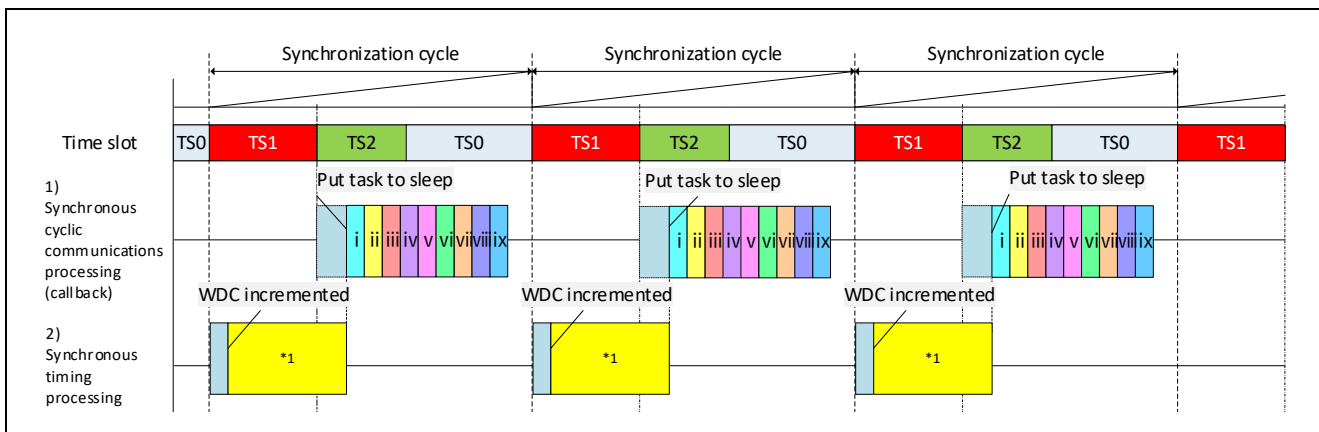 Synchronization cycle Synchronization cycle Synchronization cycle
Time slot TS0 TS1 TS2 TS0 TS1 TS2 TS0 TS1 TS2 TS0 TS1
1)
Synchronous
cyclic
communications
processing
(callback)
Put task to sleep Put task to sleep Put task to sleep
i ii iii iv v vi vii viii ix i ii iii iv v vi vii viii ix i ii iii iv v vi vii viii ix
WDC incremented WDC incremented WDC incremented
2)
Synchronous
timing
processing
*1 *1 *1